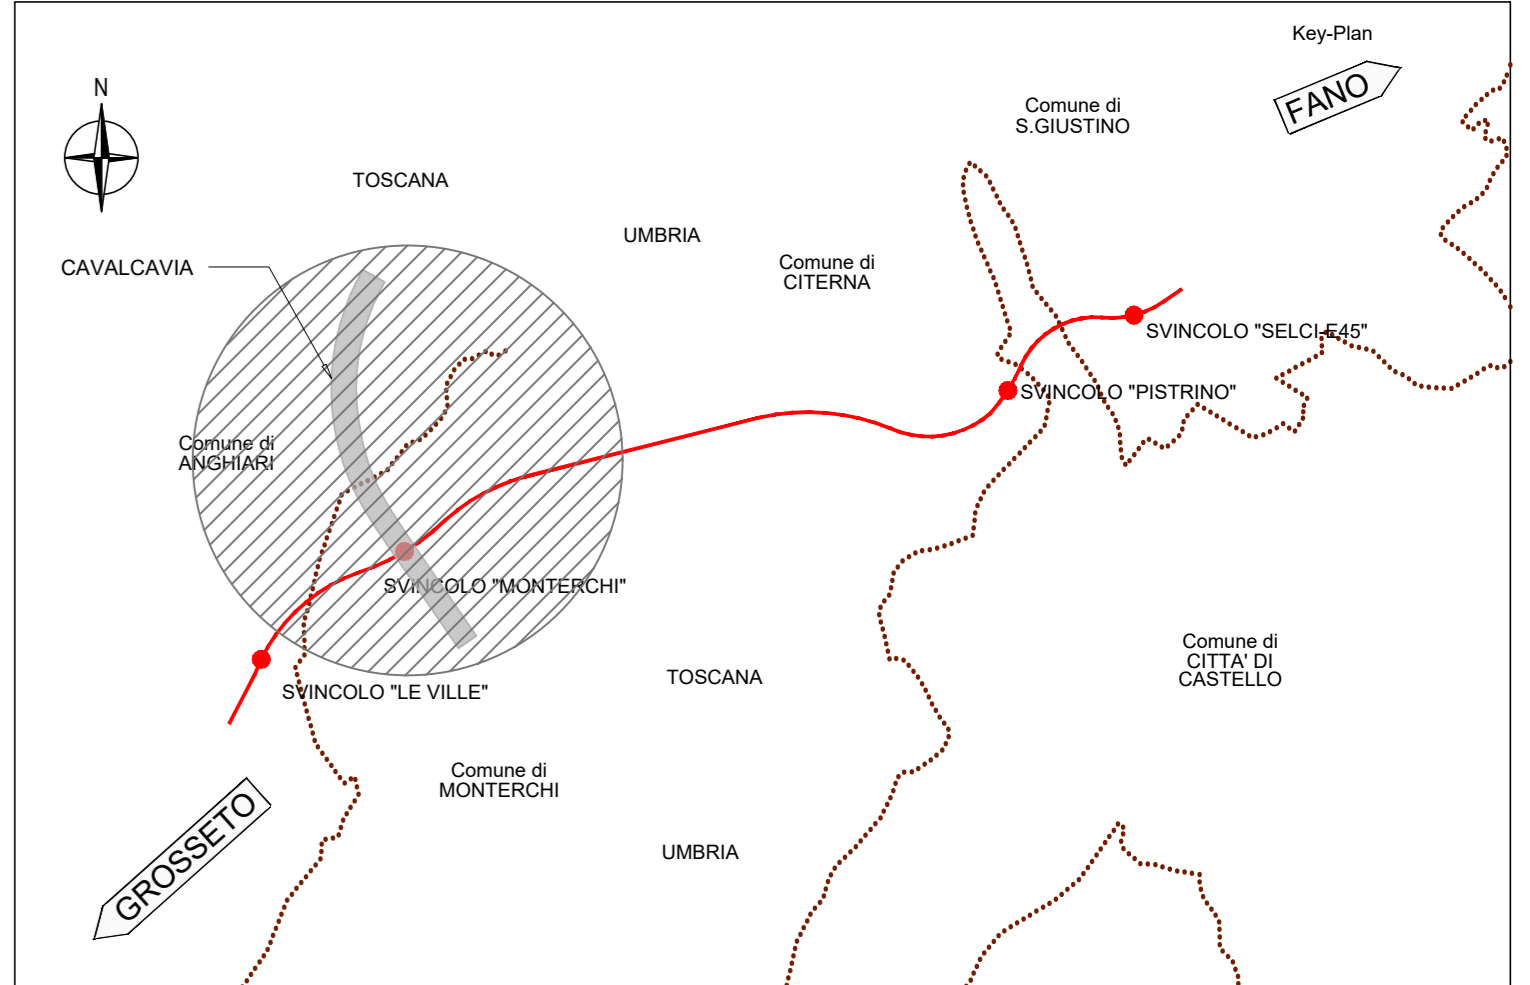 Key-Plan
N
FANO
Comune di
S.GIUSTINO
TOSCANA
UMBRIA
CAVALCAVIA
Comune di
CITERNA
SVINCOLO "SELCI-E45"
SVINCOLO "PISTRINO"
Comune di
ANGHIARI
SVINCOLO "MONTERCHI"
Comune di
CITTA' DI
CASTELLO
TOSCANA
SVINCOLO "LE VILLE"
Comune di
MONTERCHI
GROSSETO
UMBRIA